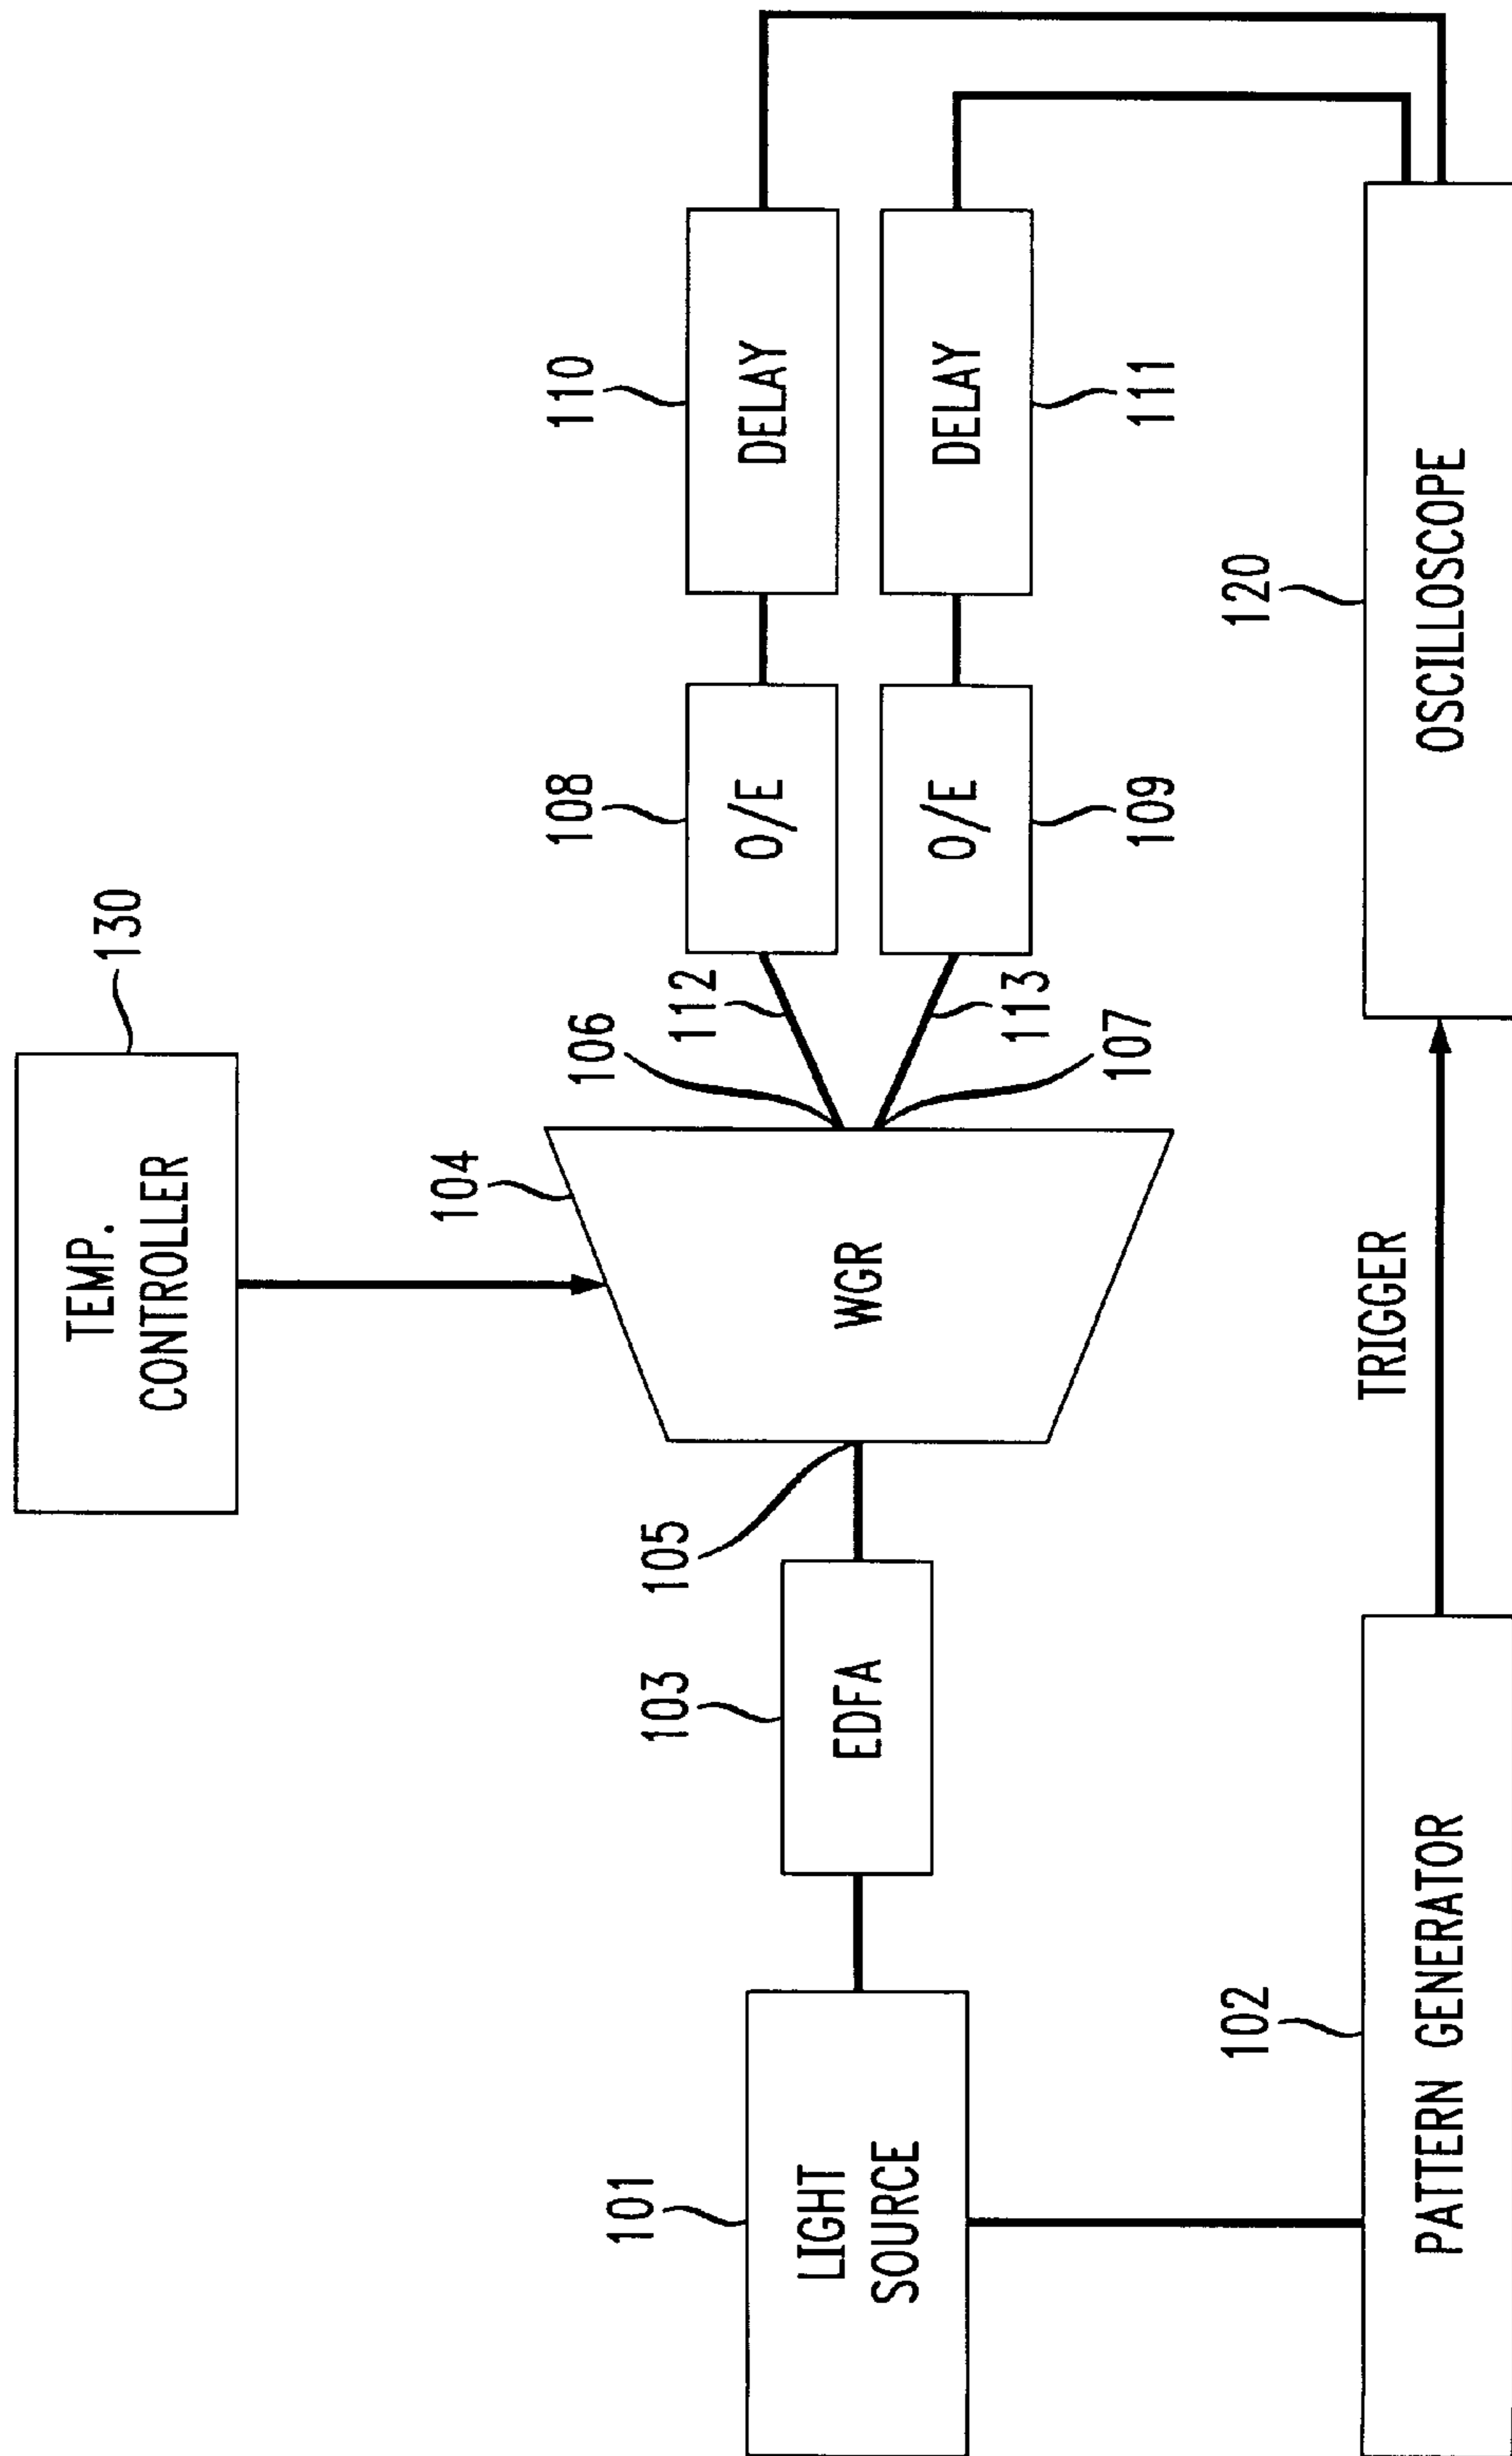 TEMP.
CONTROLLER
130
104
WGR
105
106
107
112
113
108
O/E
109
O/E
110
DELAY
111
DELAY
103
EDFA
101
LIGHT
SOURCE
102
PATTERN GENERATOR
TRIGGER
120
OSCILLOSCOPE